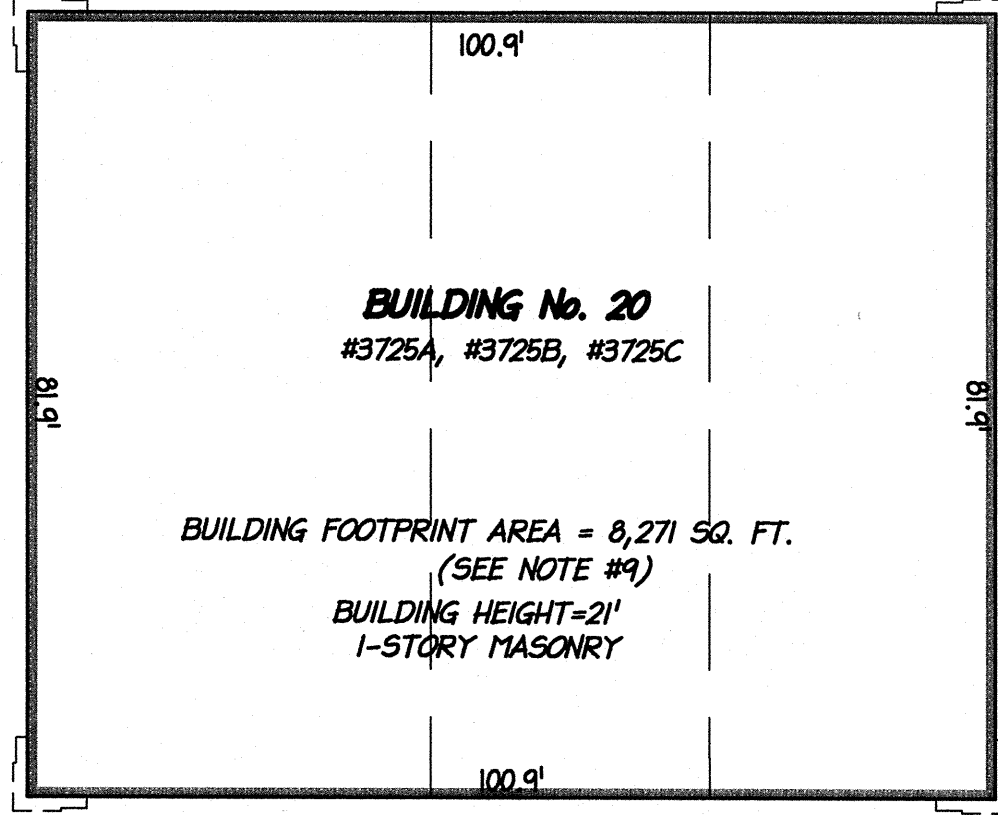 100.9'
BUILDING No. 20
#3725A, #3725B, #3725C
81.9'
81.9'
BUILDING FOOTPRINT AREA = 8,271 SQ. FT.
(SEE NOTE #9)
BUILDING HEIGHT=21'
1-STORY MASONRY
100.9'